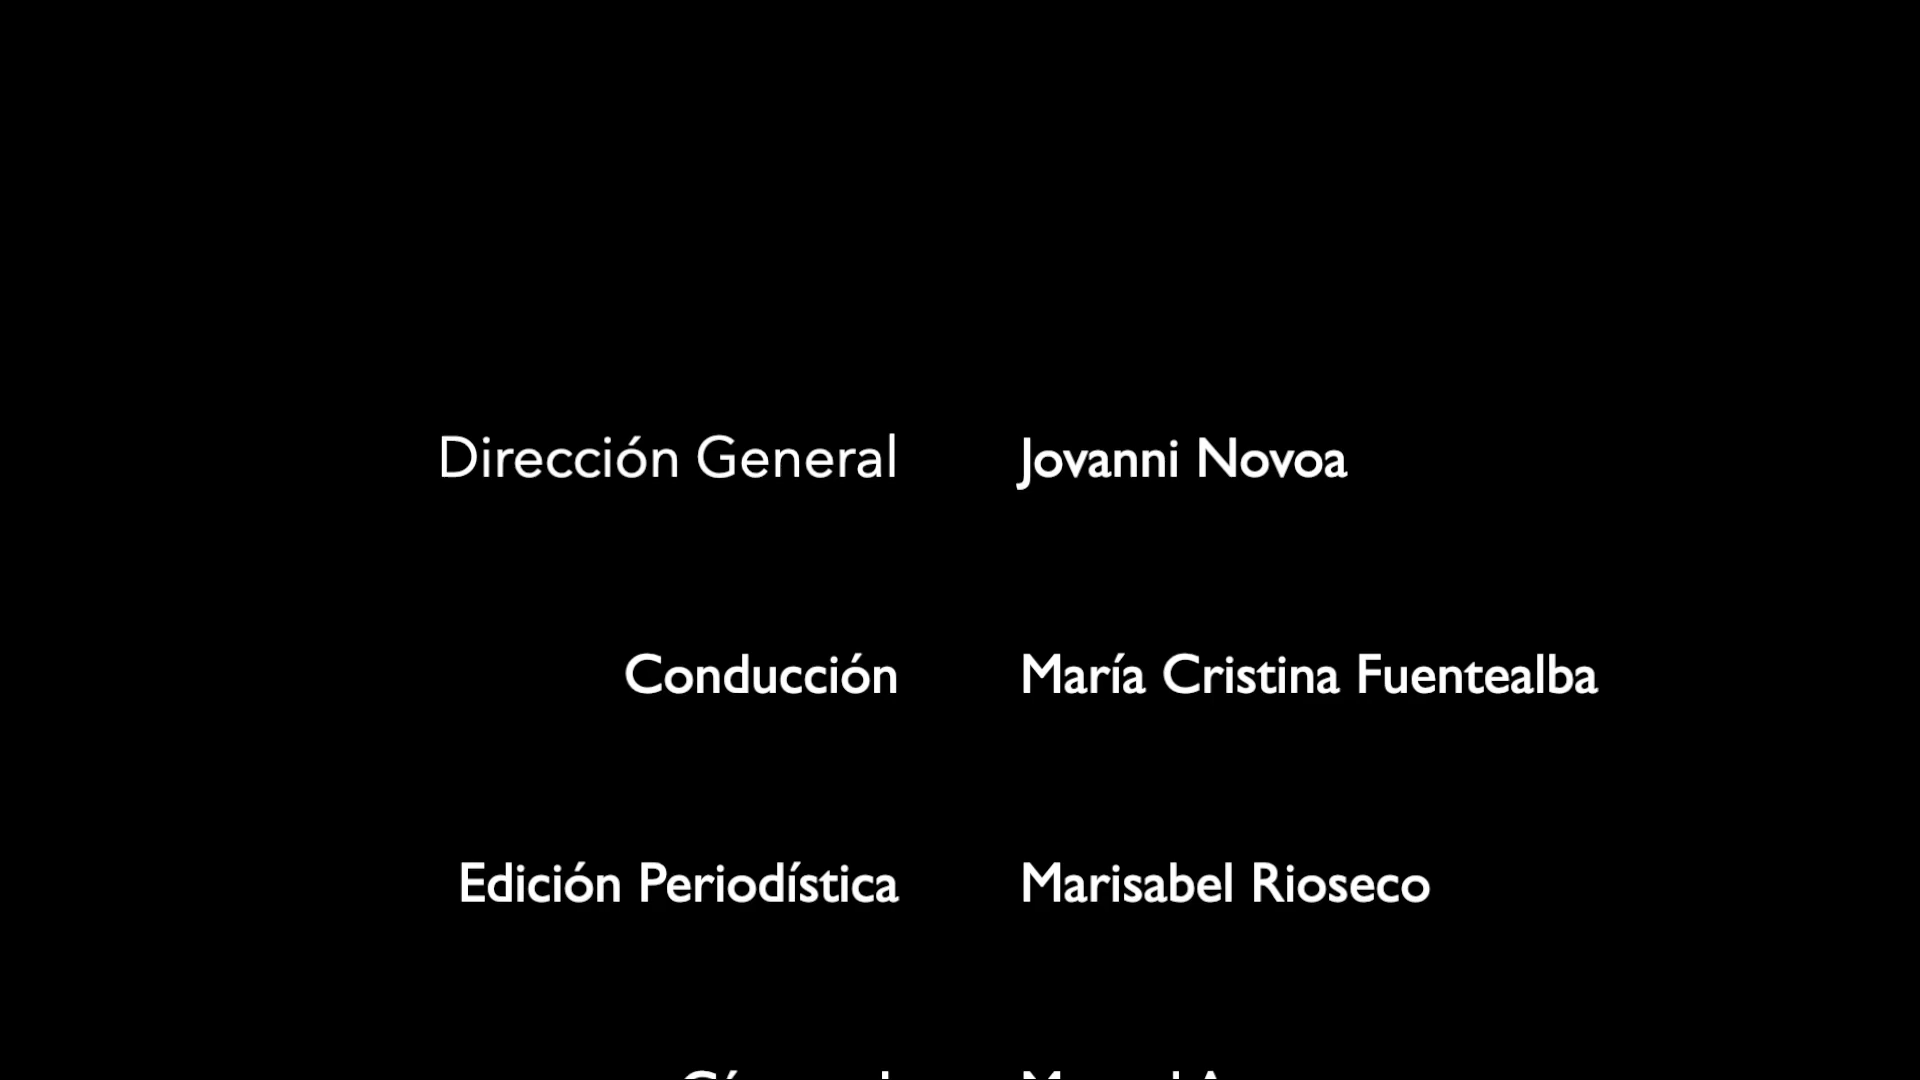 Dirección General Jovanni Novoa
Conducción María Cristina Fuentealba
Edición Periodística Marisabel Rioseco